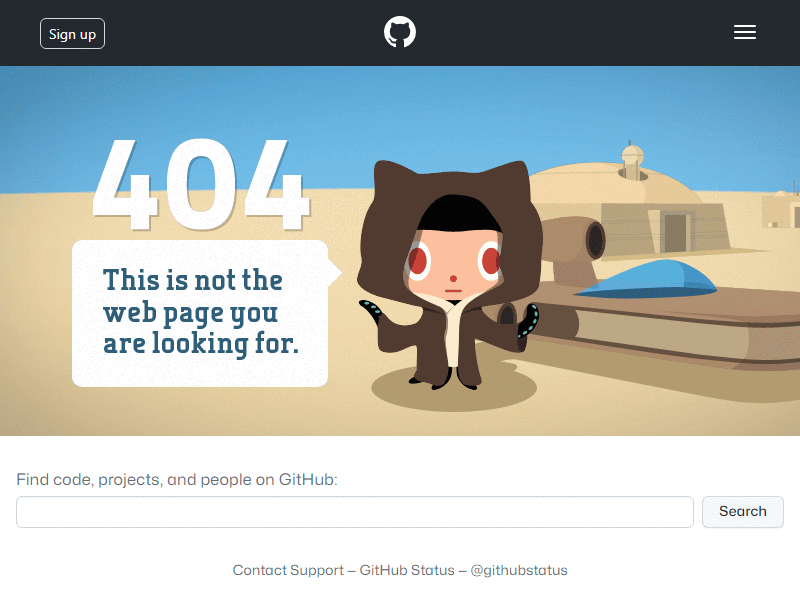 Sign up
404
This is not the
web page you
are looking for.
Find code, projects, and people on GitHub:
Search
Contact Support — GitHub Status — @githubstatus